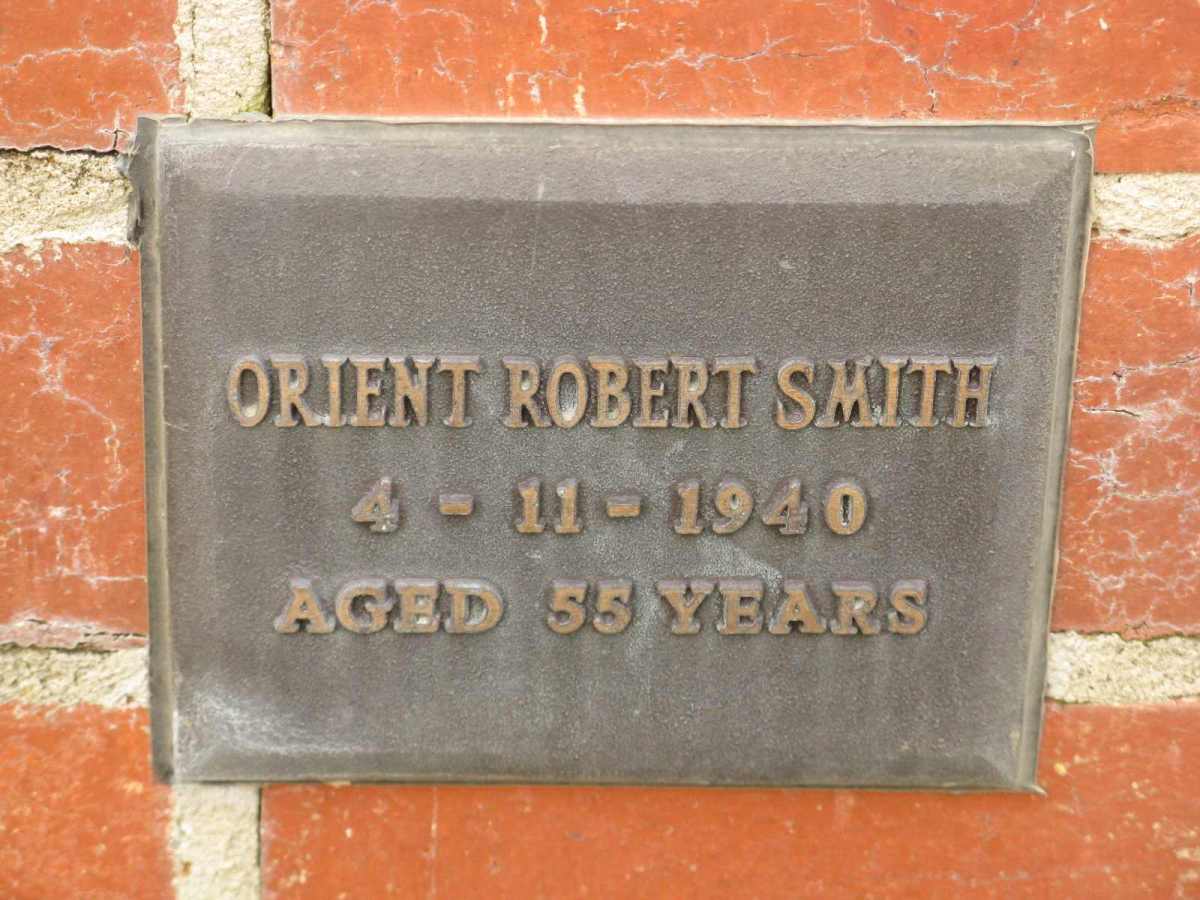 ORIENT ROBERT SMITH
4 - 11 - 1940
AGED 55 YEARS